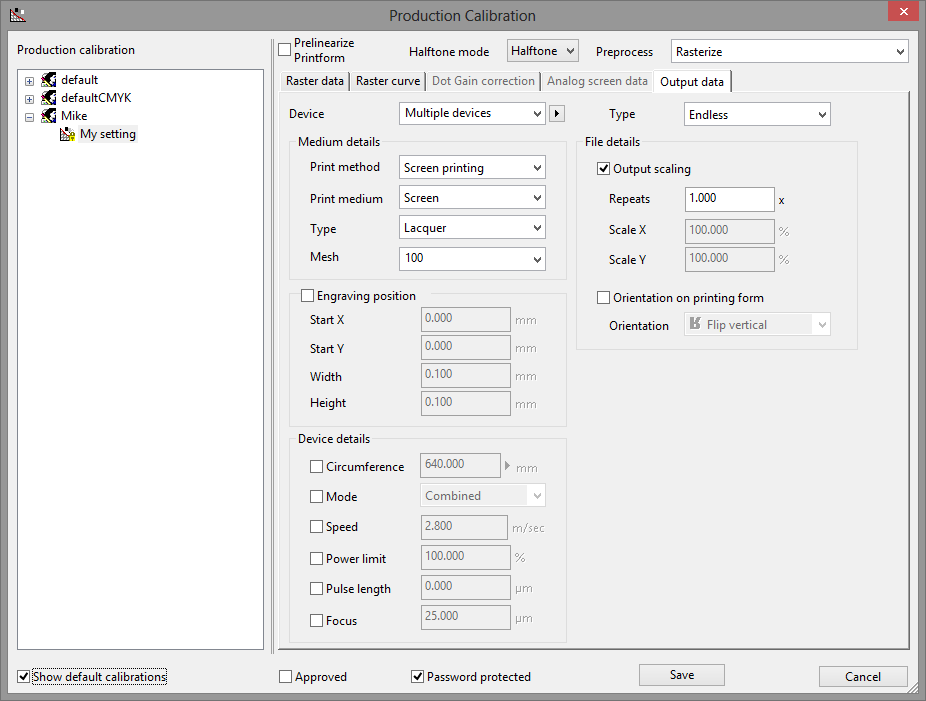 Production Calibration
Production calibration
default
defaultCMYK
Mike
My setting
Prelinearize
Printform
Halftone mode Halftone Preprocess Rasterize
Raster data Raster curve Dot Gain correction Analog screen data Output data
Device Multiple devices Type Endless
Medium details
Print method Screen printing
Print medium Screen
Type Lacquer
Mesh 100
Engraving position
Start X 0.000 mm
Start Y 0.000 mm
Width 0.100 mm
Height 0.100 mm
Device details
Circumference 640.000 mm
Mode Combined
Speed 2.800 m/sec
Power limit 100.000 %
Pulse length 0.000 µm
Focus 25.000 µm
File details
Output scaling
Repeats 1.000 x
Scale X 100.000 %
Scale Y 100.000 %
Orientation on printing form
Orientation Flip vertical
Show default calibrations Approved Password protected Save Cancel